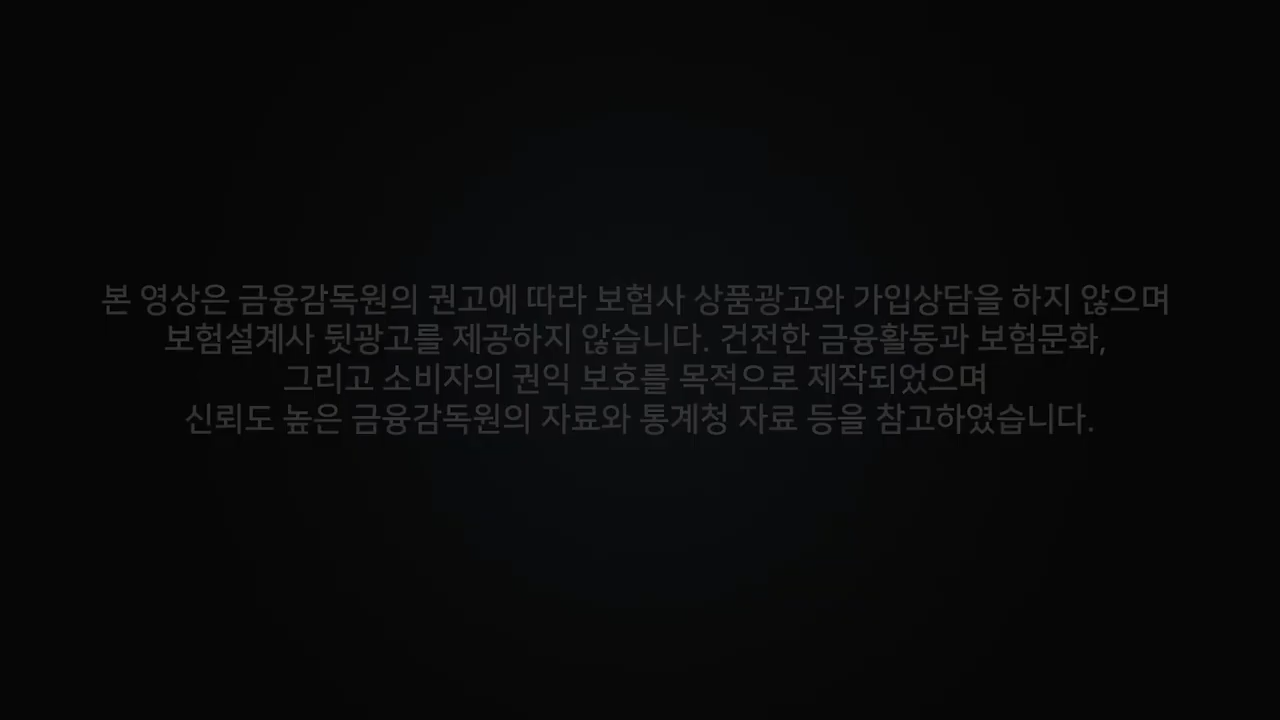 본 영상은 금융감독원의 권고에 따라 보험사 상품광고와 가입상담을 하지 않으며
보험설계사 뒷광고를 제공하지 않습니다. 건전한 금융활동과 보험문화,
그리고 소비자의 권익 보호를 목적으로 제작되었으며
신뢰도 높은 금융감독원의 자료와 통계청 자료 등을 참고하였습니다.